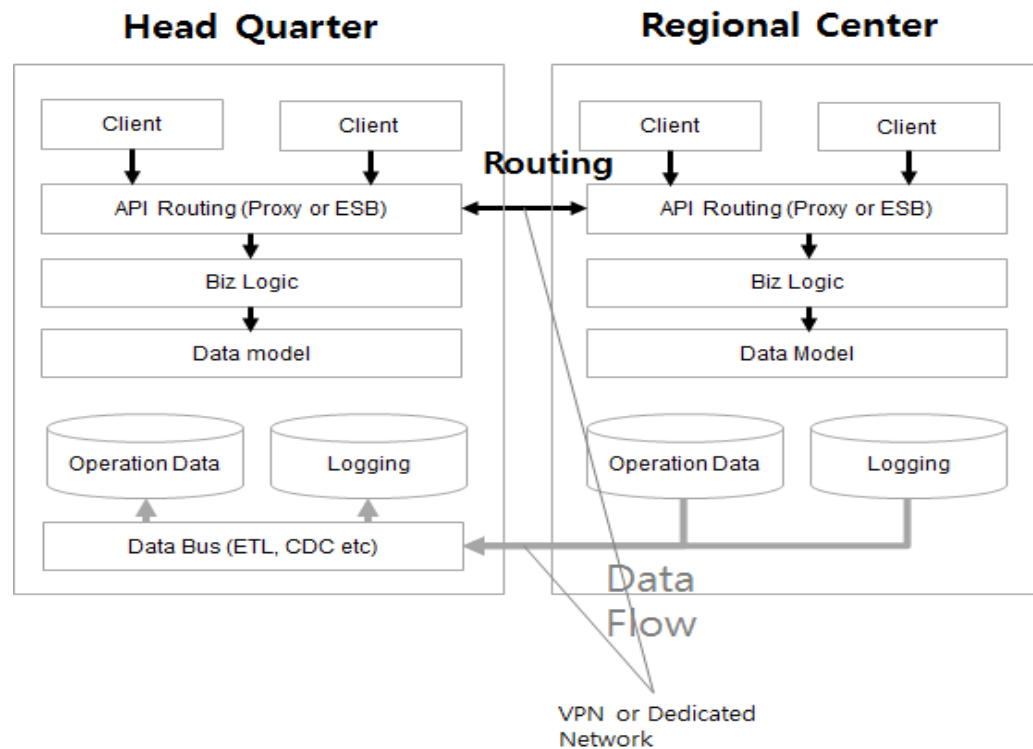 Head Quarter
Regional Center
Client
Client
Client
Client
Routing
API Routing (Proxy or ESB)
API Routing (Proxy or ESB)
Biz Logic
Biz Logic
Data model
Data Model
Operation Data
Logging
Operation Data
Logging
Data Bus (ETL, CDC etc)
Data
Flow
VPN or Dedicated
Network